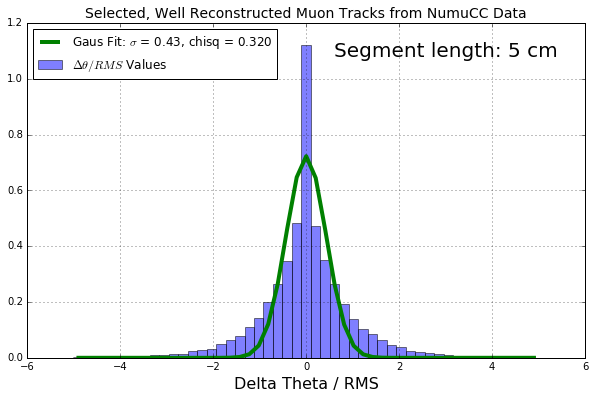 Selected, Well Reconstructed Muon Tracks from NumuCC Data
Gaus Fit: σ = 0.43, chisq = 0.320
Δθ/RMS Values
Segment length: 5 cm
1.2
1.0
0.8
0.6
0.4
0.2
0.0
−6 −4 −2 0 2 4 6
Delta Theta / RMS